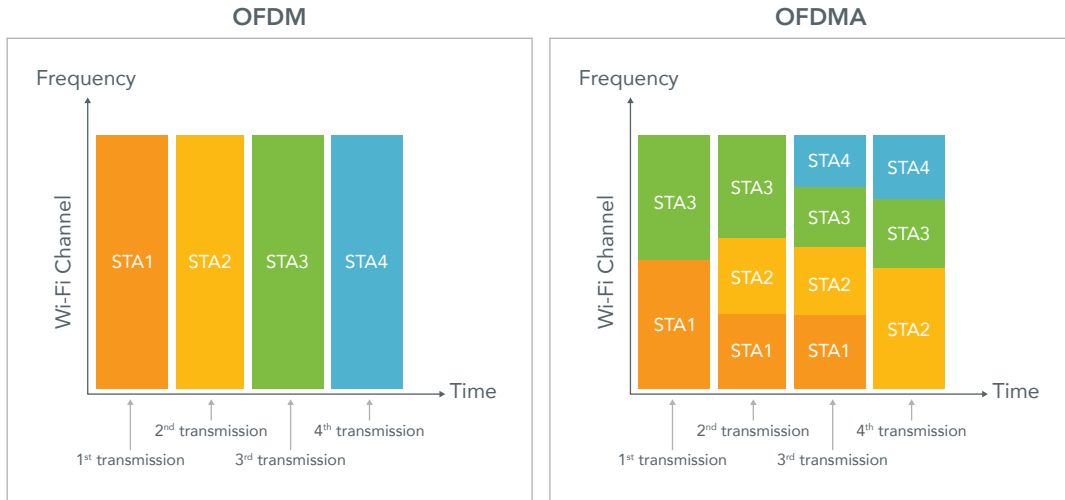 OFDM
Frequency
Wi-Fi Channel
STA1
STA2
STA3
STA4
Time
2nd transmission
4th transmission
1st transmission
3rd transmission
OFDMA
Frequency
Wi-Fi Channel
STA3
STA1
STA3
STA2
STA1
STA4
STA3
STA2
STA1
STA4
STA3
STA2
Time
2nd transmission
4th transmission
1st transmission
3rd transmission